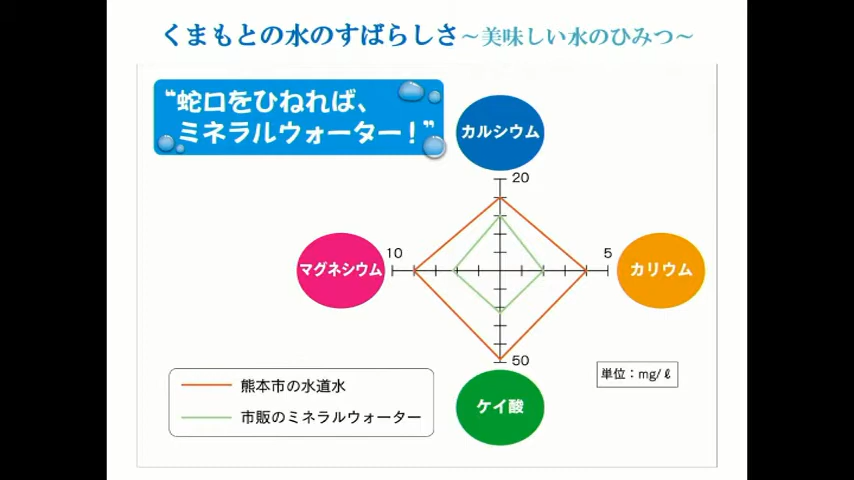 くまもとの水のすばらしさ～美味しい水のひみつ～
“蛇口をひねれば、
ミネラルウォーター！”
カルシウム
20
マグネシウム
10
5
カリウム
50
単位：mg/ℓ
ケイ酸
熊本市の水道水
市販のミネラルウォーター